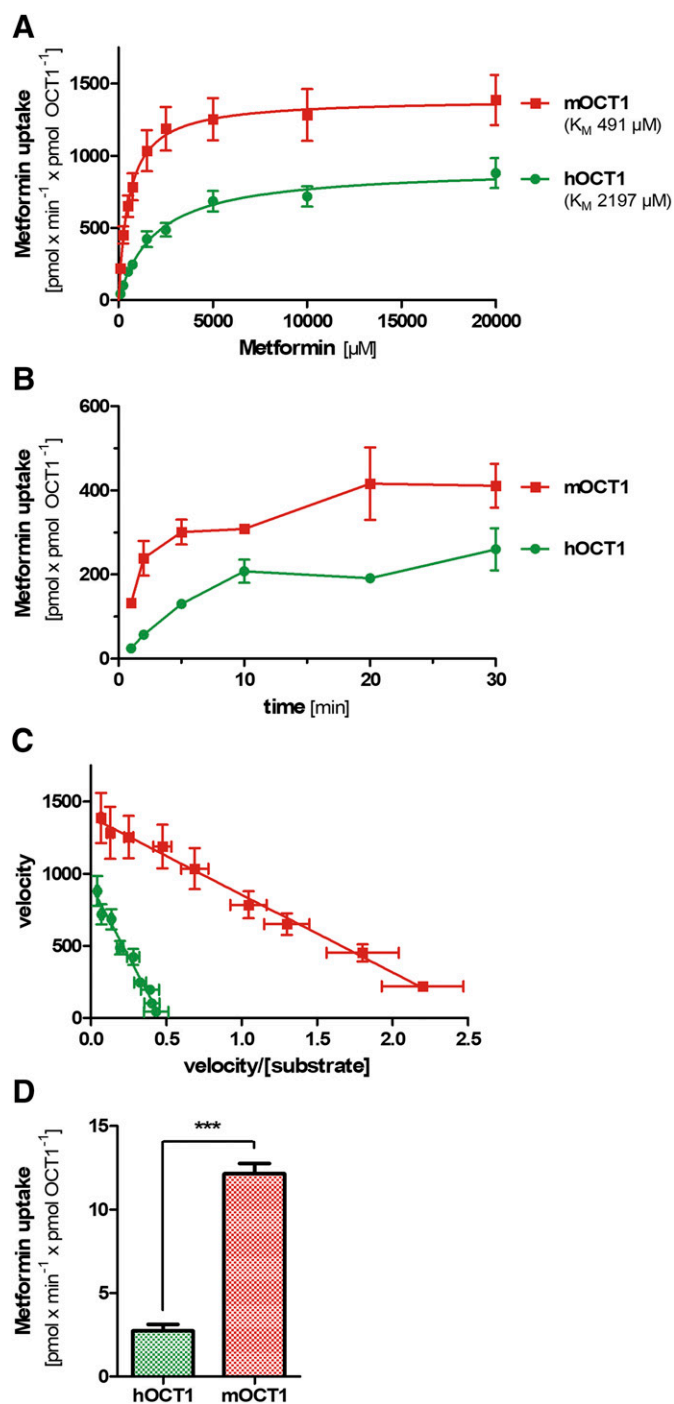 A
Metformin uptake
[pmol x min⁻¹ x pmol OCT1⁻¹]
1500
1000
500
0
0
5000
10000
15000
20000
Metformin [µM]
mOCT1
(KM 491 µM)
hOCT1
(KM 2197 µM)
B
Metformin uptake
[pmol x pmol OCT1⁻¹]
600
400
200
0
0
10
20
30
time [min]
mOCT1
hOCT1
C
velocity
1500
1000
500
0
0.0
0.5
1.0
1.5
2.0
2.5
velocity/[substrate]
D
Metformin uptake
[pmol x min⁻¹ x pmol OCT1⁻¹]
15
10
5
0
***
hOCT1
mOCT1